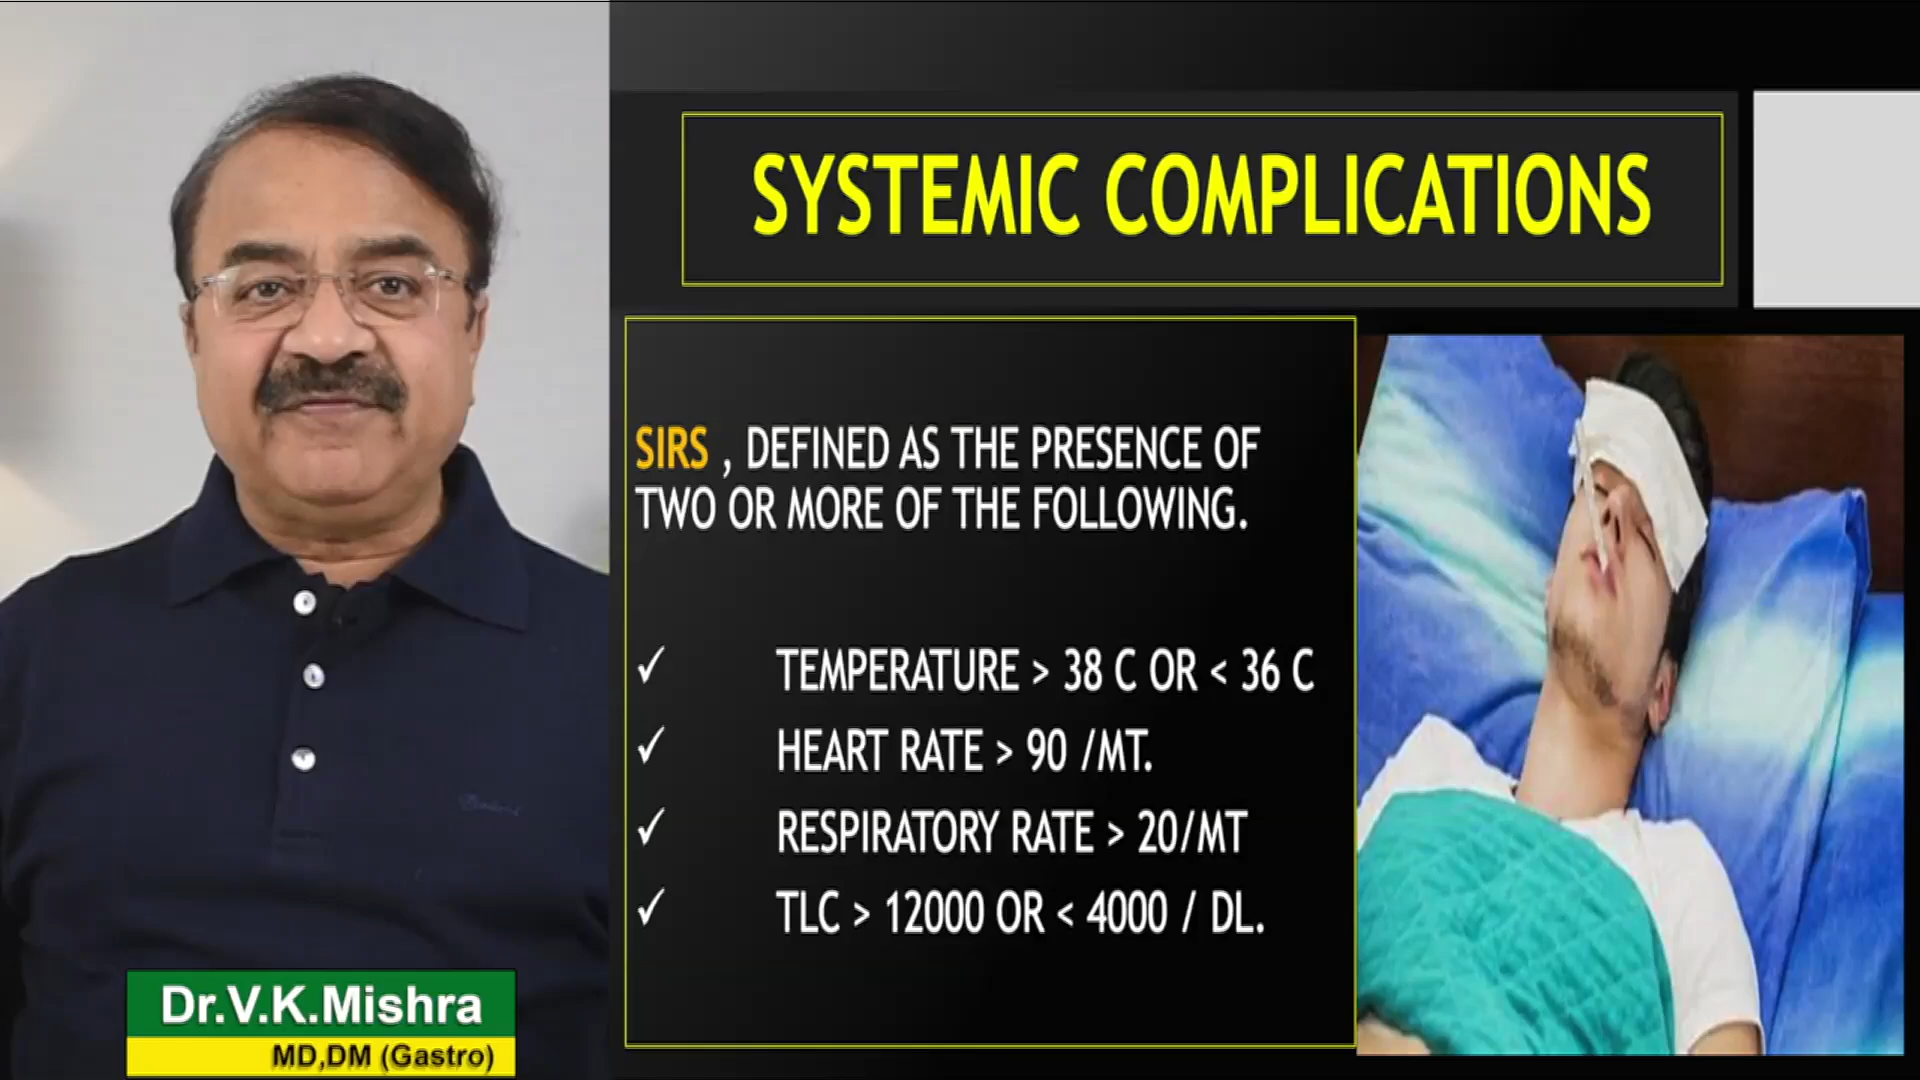 SYSTEMIC COMPLICATIONS
SIRS , DEFINED AS THE PRESENCE OF
TWO OR MORE OF THE FOLLOWING.
✓ TEMPERATURE > 38 C OR < 36 C
✓ HEART RATE > 90 /MT.
✓ RESPIRATORY RATE > 20/MT
✓ TLC > 12000 OR < 4000 / DL.
Dr.V.K.Mishra
MD,DM (Gastro)